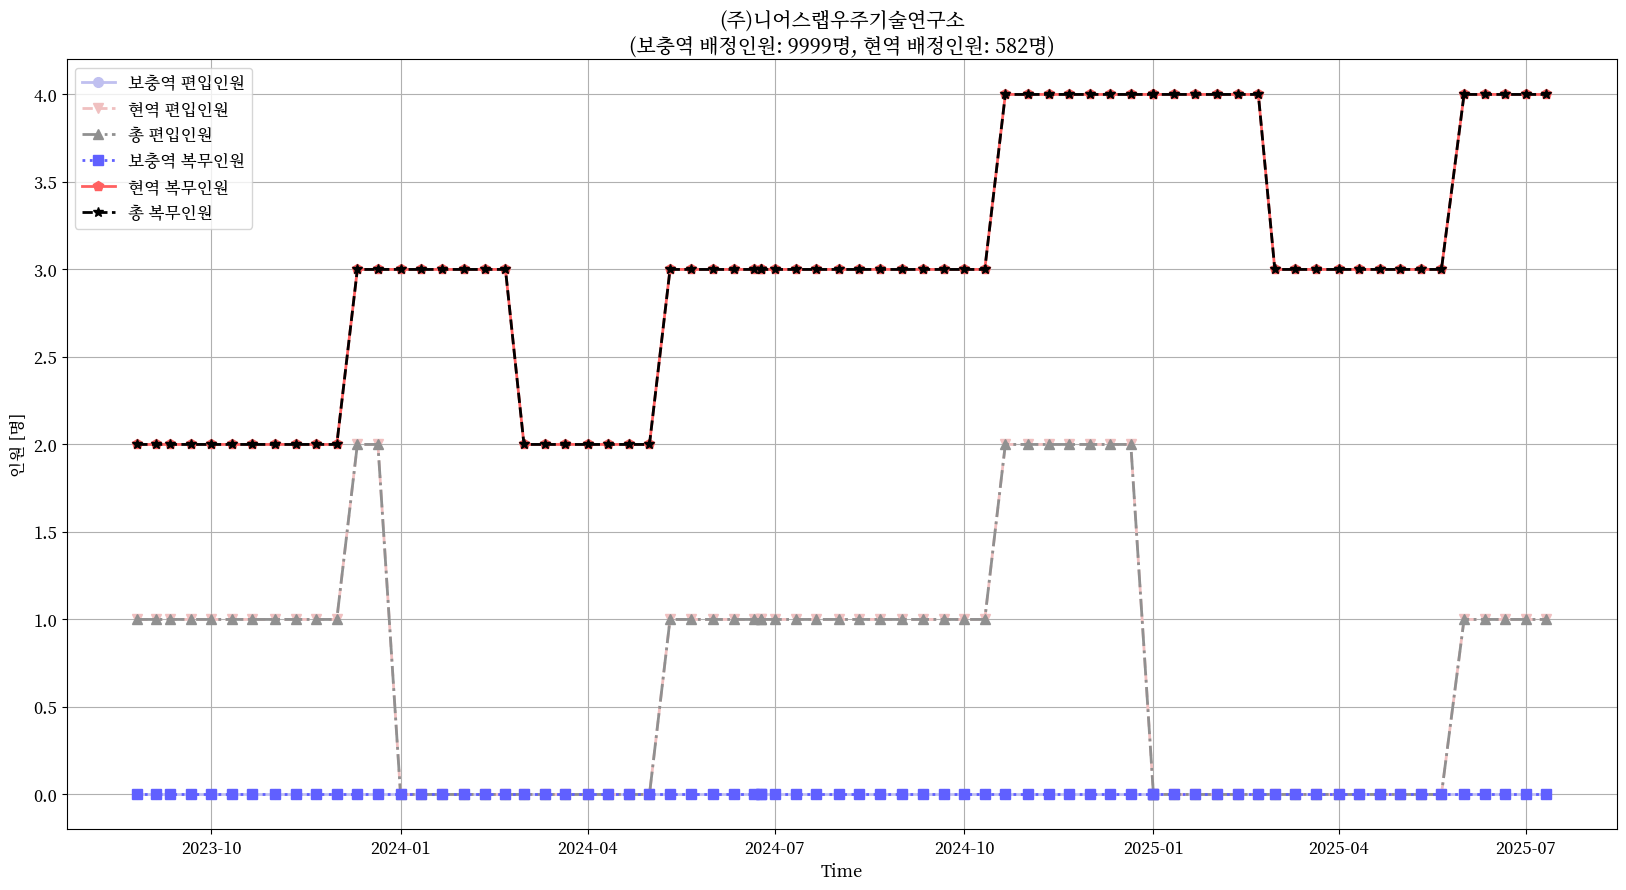 (주)니어스랩우주기술연구소
(보충역 배정인원: 9999명, 현역 배정인원: 582명)
보충역 편입인원
현역 편입인원
총 편입인원
보충역 복무인원
현역 복무인원
총 복무인원
4.0
3.5
3.0
2.5
2.0
1.5
1.0
0.5
0.0
인원 [명]
2023-10
2024-01
2024-04
2024-07
2024-10
2025-01
2025-04
2025-07
Time